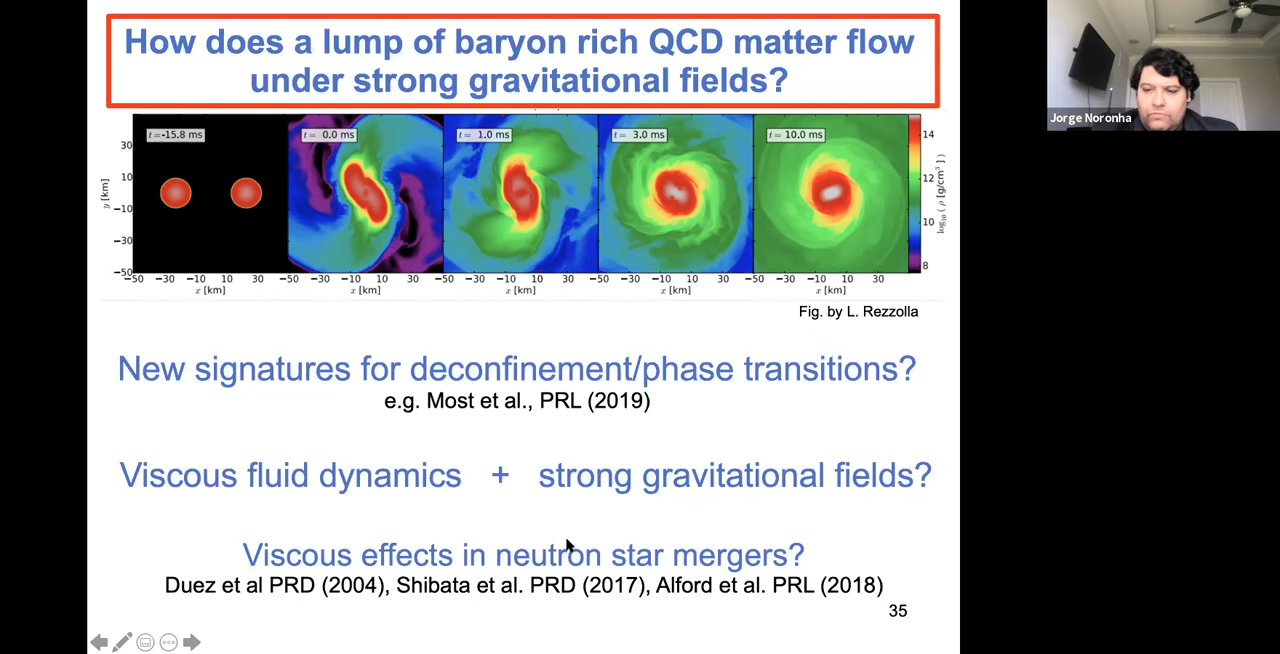 How does a lump of baryon rich QCD matter flow
under strong gravitational fields?
t = -15.8 ms
t = 0.0 ms
t = 1.0 ms
t = 3.0 ms
t = 10.0 ms
y [km]
30
10
−10
−30
−50
−50 −30 −10 10 30 −50 −30 −10 10 30 −50 −30 −10 10 30 −50 −30 −10 10 30 −50 −30 −10 10 30
x [km] x [km] x [km] x [km] x [km]
14
12
10
8
log10 ( ρ [g/cm³] )
Fig. by L. Rezzolla
New signatures for deconfinement/phase transitions?
e.g. Most et al., PRL (2019)
Viscous fluid dynamics + strong gravitational fields?
Viscous effects in neutron star mergers?
Duez et al PRD (2004), Shibata et al. PRD (2017), Alford et al. PRL (2018)
35
Jorge Noronha